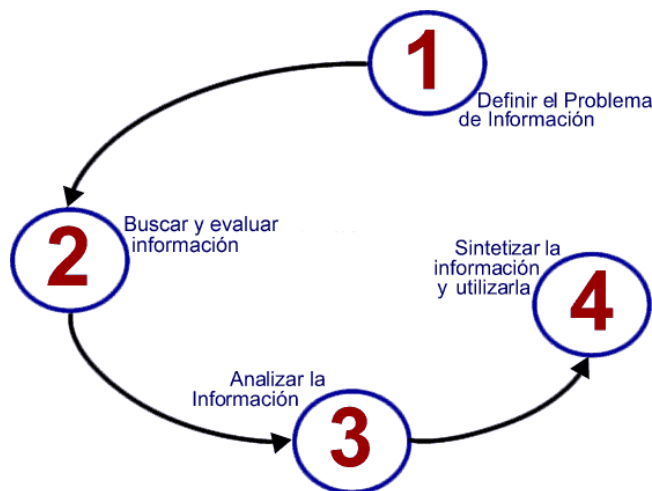 1
Definir el Problema
de Información
2
Buscar y evaluar
información
3
Analizar la
Información
4
Sintetizar la
información
y utilizarla